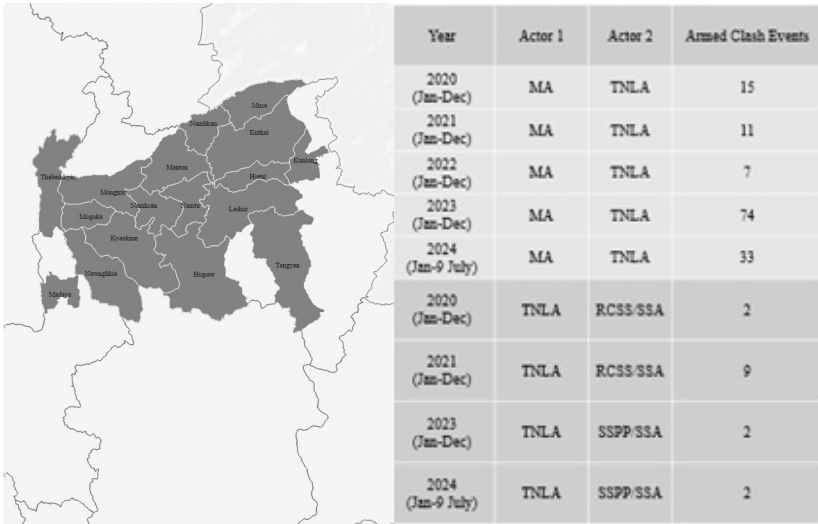 Muse
Namhkan
Kutkai
Kunlong
Manton
Thabeikkyin
Hseni
Mongmit
Namhsan
Namtu
Lashio
Mogoke
Kyaukme
Tangyan
Nawnghkio
Hsipaw
Madaya
Year Actor 1 Actor 2 Armed Clash Events
2020
(Jan-Dec) MA TNLA 15
2021
(Jan-Dec) MA TNLA 11
2022
(Jan-Dec) MA TNLA 7
2023
(Jan-Dec) MA TNLA 74
2024
(Jan-9 July) MA TNLA 33
2020
(Jan-Dec) TNLA RCSS/SSA 2
2021
(Jan-Dec) TNLA RCSS/SSA 9
2023
(Jan-Dec) TNLA SSPP/SSA 2
2024
(Jan-9 July) TNLA SSPP/SSA 2